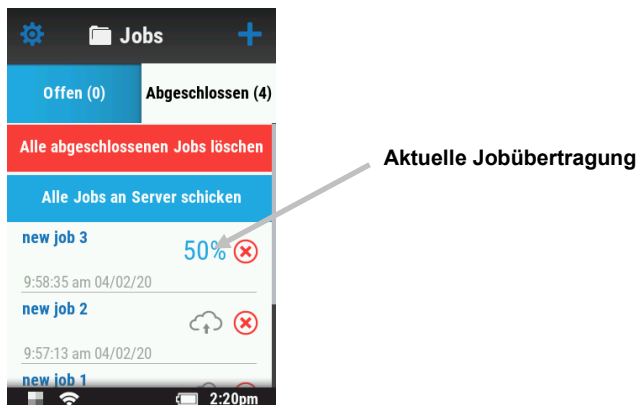 Jobs
Offen (0)
Abgeschlossen (4)
Alle abgeschlossenen Jobs löschen
Aktuelle Jobübertragung
Alle Jobs an Server schicken
new job 3
50%
9:58:35 am 04/02/20
new job 2
9:57:13 am 04/02/20
new job 1
2:20pm